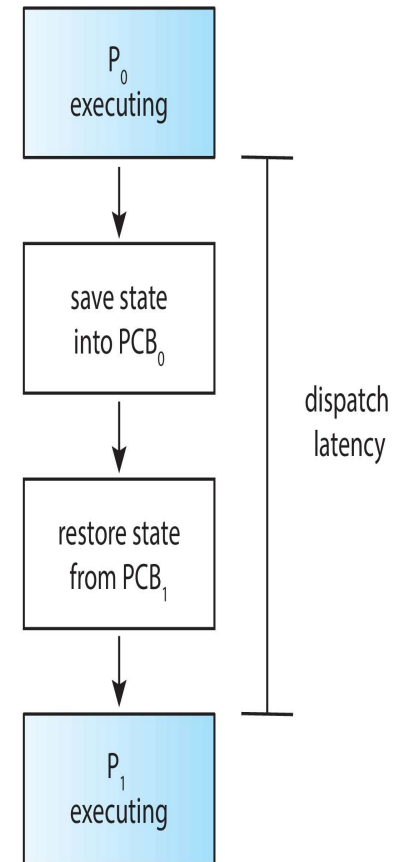 P₀
executing
save state
into PCB₀
dispatch
latency
restore state
from PCB₁
P₁
executing